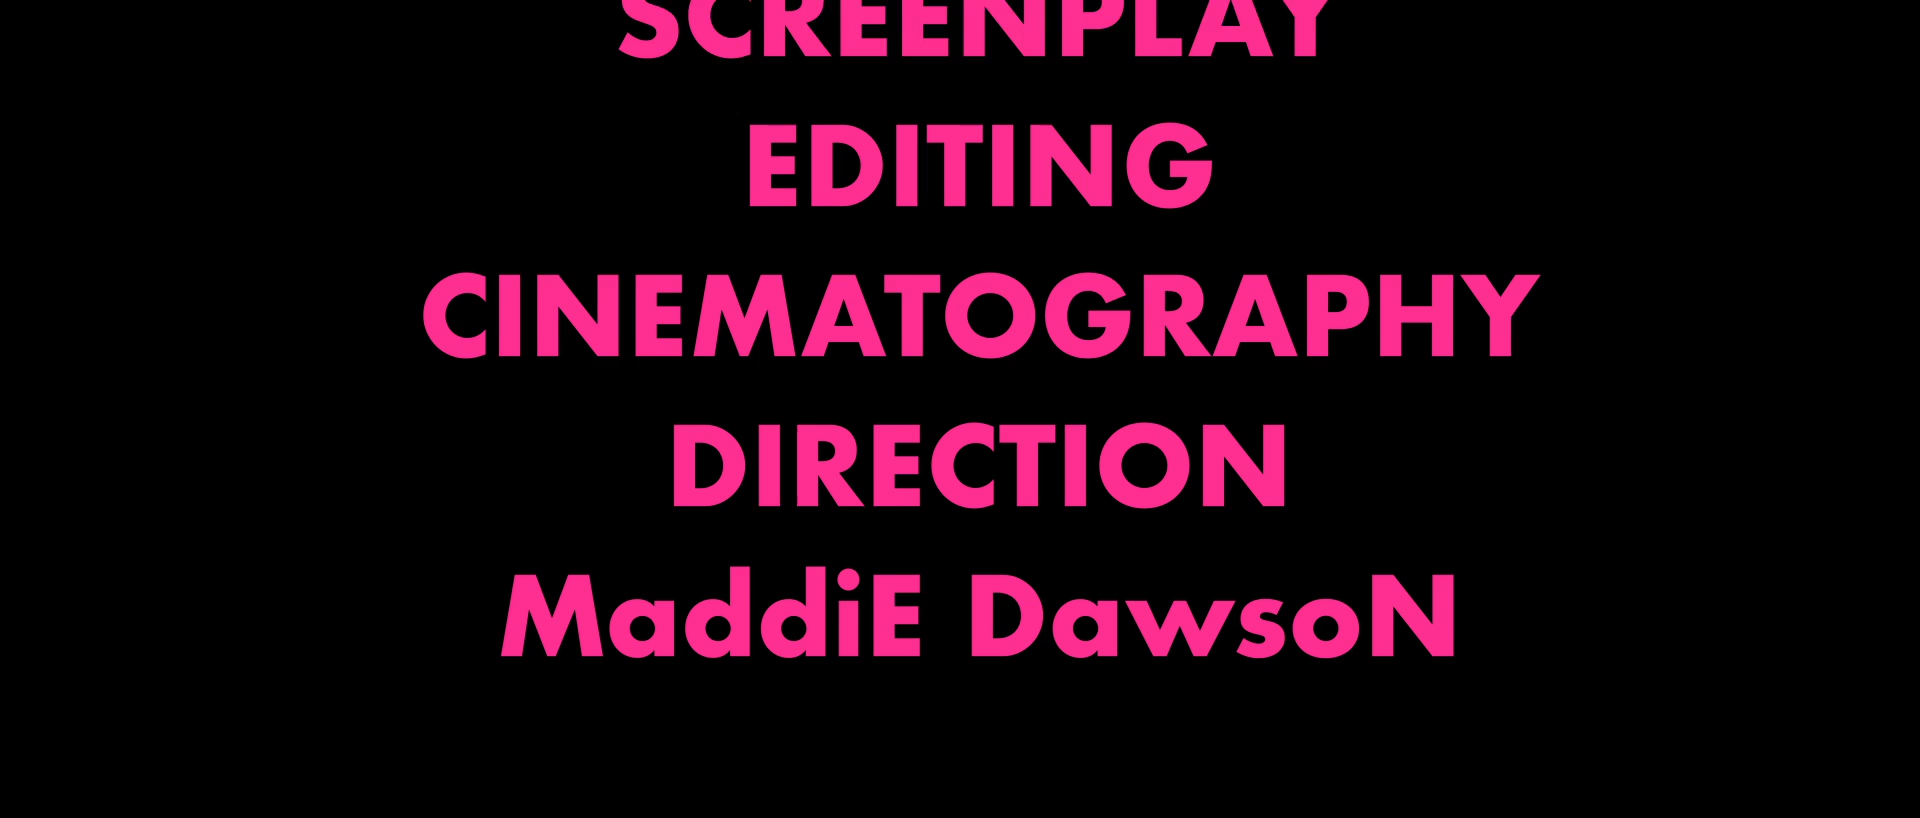 SCREENPLAY
EDITING
CINEMATOGRAPHY
DIRECTION
MaddiE DawsoN